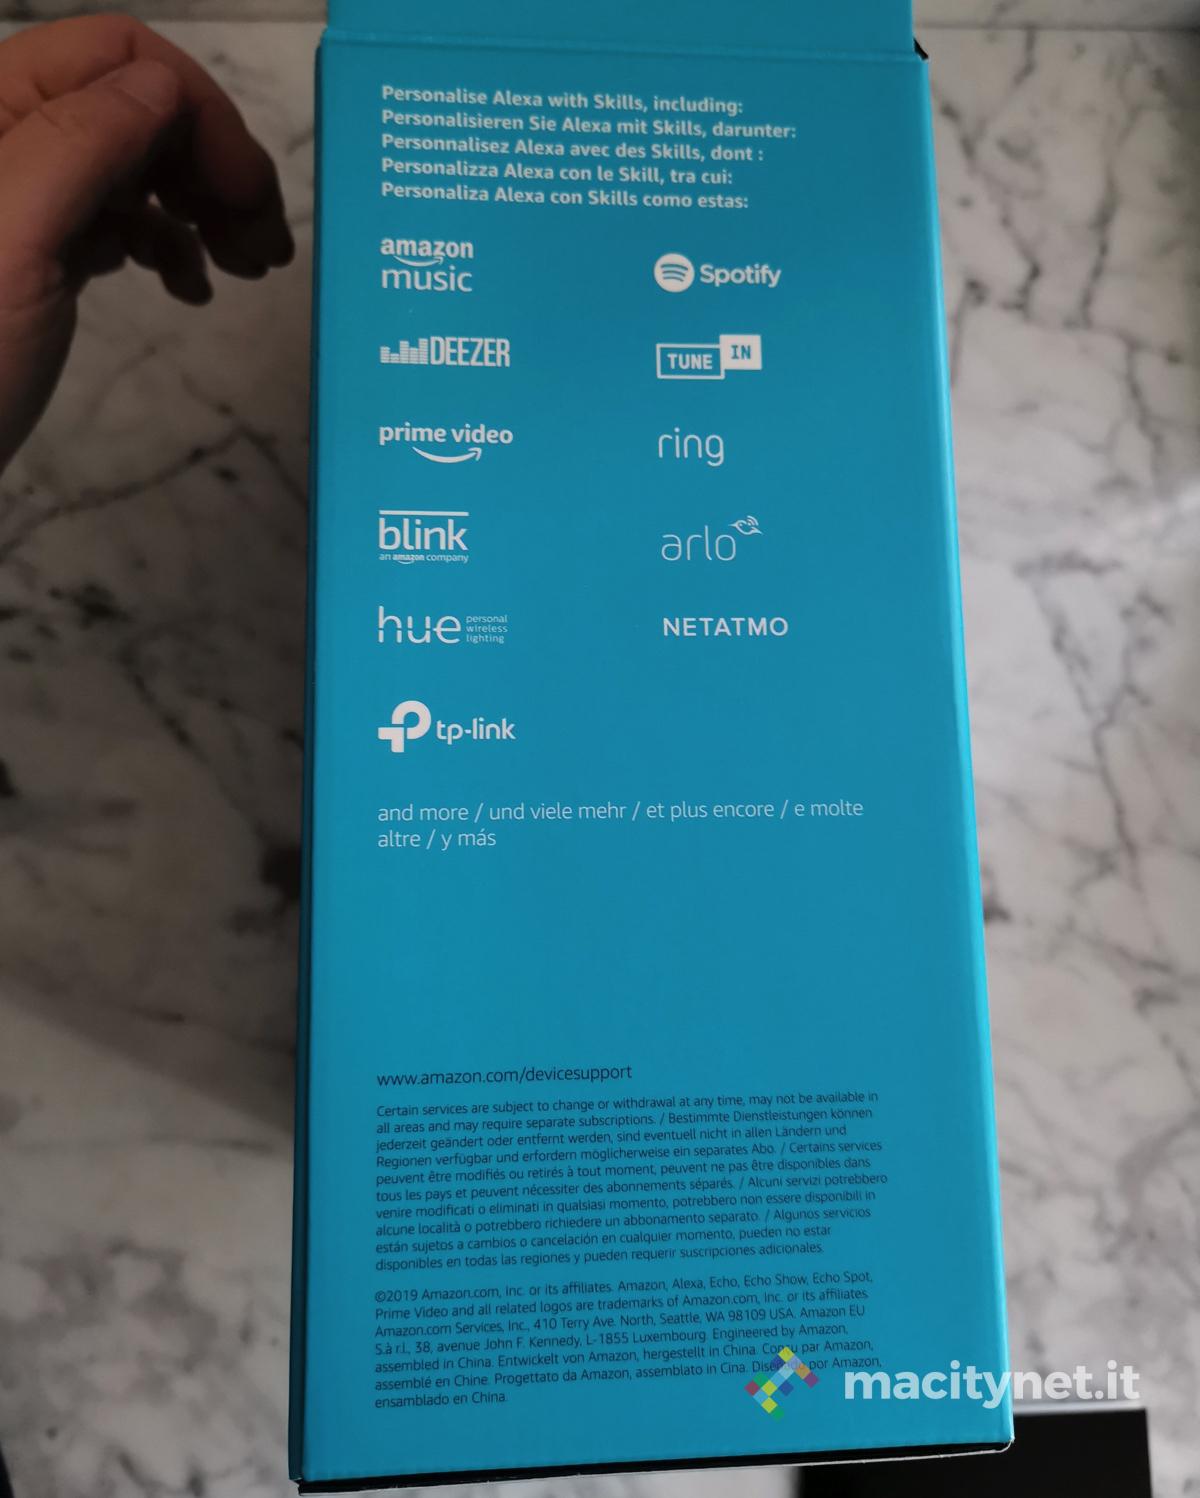 Personalise Alexa with Skills, including:
Personalisieren Sie Alexa mit Skills, darunter:
Personnalisez Alexa avec des Skills, dont :
Personalizza Alexa con le Skill, tra cui:
Personaliza Alexa con Skills como estas:
amazon
music
Spotify
DEEZER
TUNE IN
prime video
ring
blink
an amazon company
arlo
hue personal
wireless
lighting
NETATMO
tp-link
and more / und viele mehr / et plus encore / e molte
altre / y más
www.amazon.com/devicesupport
Certain services are subject to change or withdrawal at any time, may not be available in
all areas and may require separate subscriptions. / Bestimmte Dienstleistungen können
jederzeit geändert oder entfernt werden, sind eventuell nicht in allen Ländern und
Regionen verfügbar und erfordern möglicherweise ein separates Abo. / Certains services
peuvent être modifiés ou retirés à tout moment, peuvent ne pas être disponibles dans
tous les pays et peuvent nécessiter des abonnements séparés. / Alcuni servizi potrebbero
venire modificati o eliminati in qualsiasi momento, potrebbero non essere disponibili in
alcune località o potrebbero richiedere un abbonamento separato. / Algunos servicios
están sujetos a cambios o cancelación en cualquier momento, pueden no estar
disponibles en todas las regiones y pueden requerir suscripciones adicionales.
©2019 Amazon.com, Inc. or its affiliates. Amazon, Alexa, Echo, Echo Show, Echo Spot,
Prime Video and all related logos are trademarks of Amazon.com, Inc. or its affiliates.
Amazon.com Services, Inc., 410 Terry Ave. North, Seattle, WA 98109 USA. Amazon EU
S.à r.l., 38, avenue John F. Kennedy, L-1855 Luxembourg. Engineered by Amazon,
assembled in China. Entwickelt von Amazon, hergestellt in China. Conçu par Amazon,
assemblé en Chine. Progettato da Amazon, assemblato in Cina. Diseñado por Amazon,
ensamblado en China.
macitynet.it